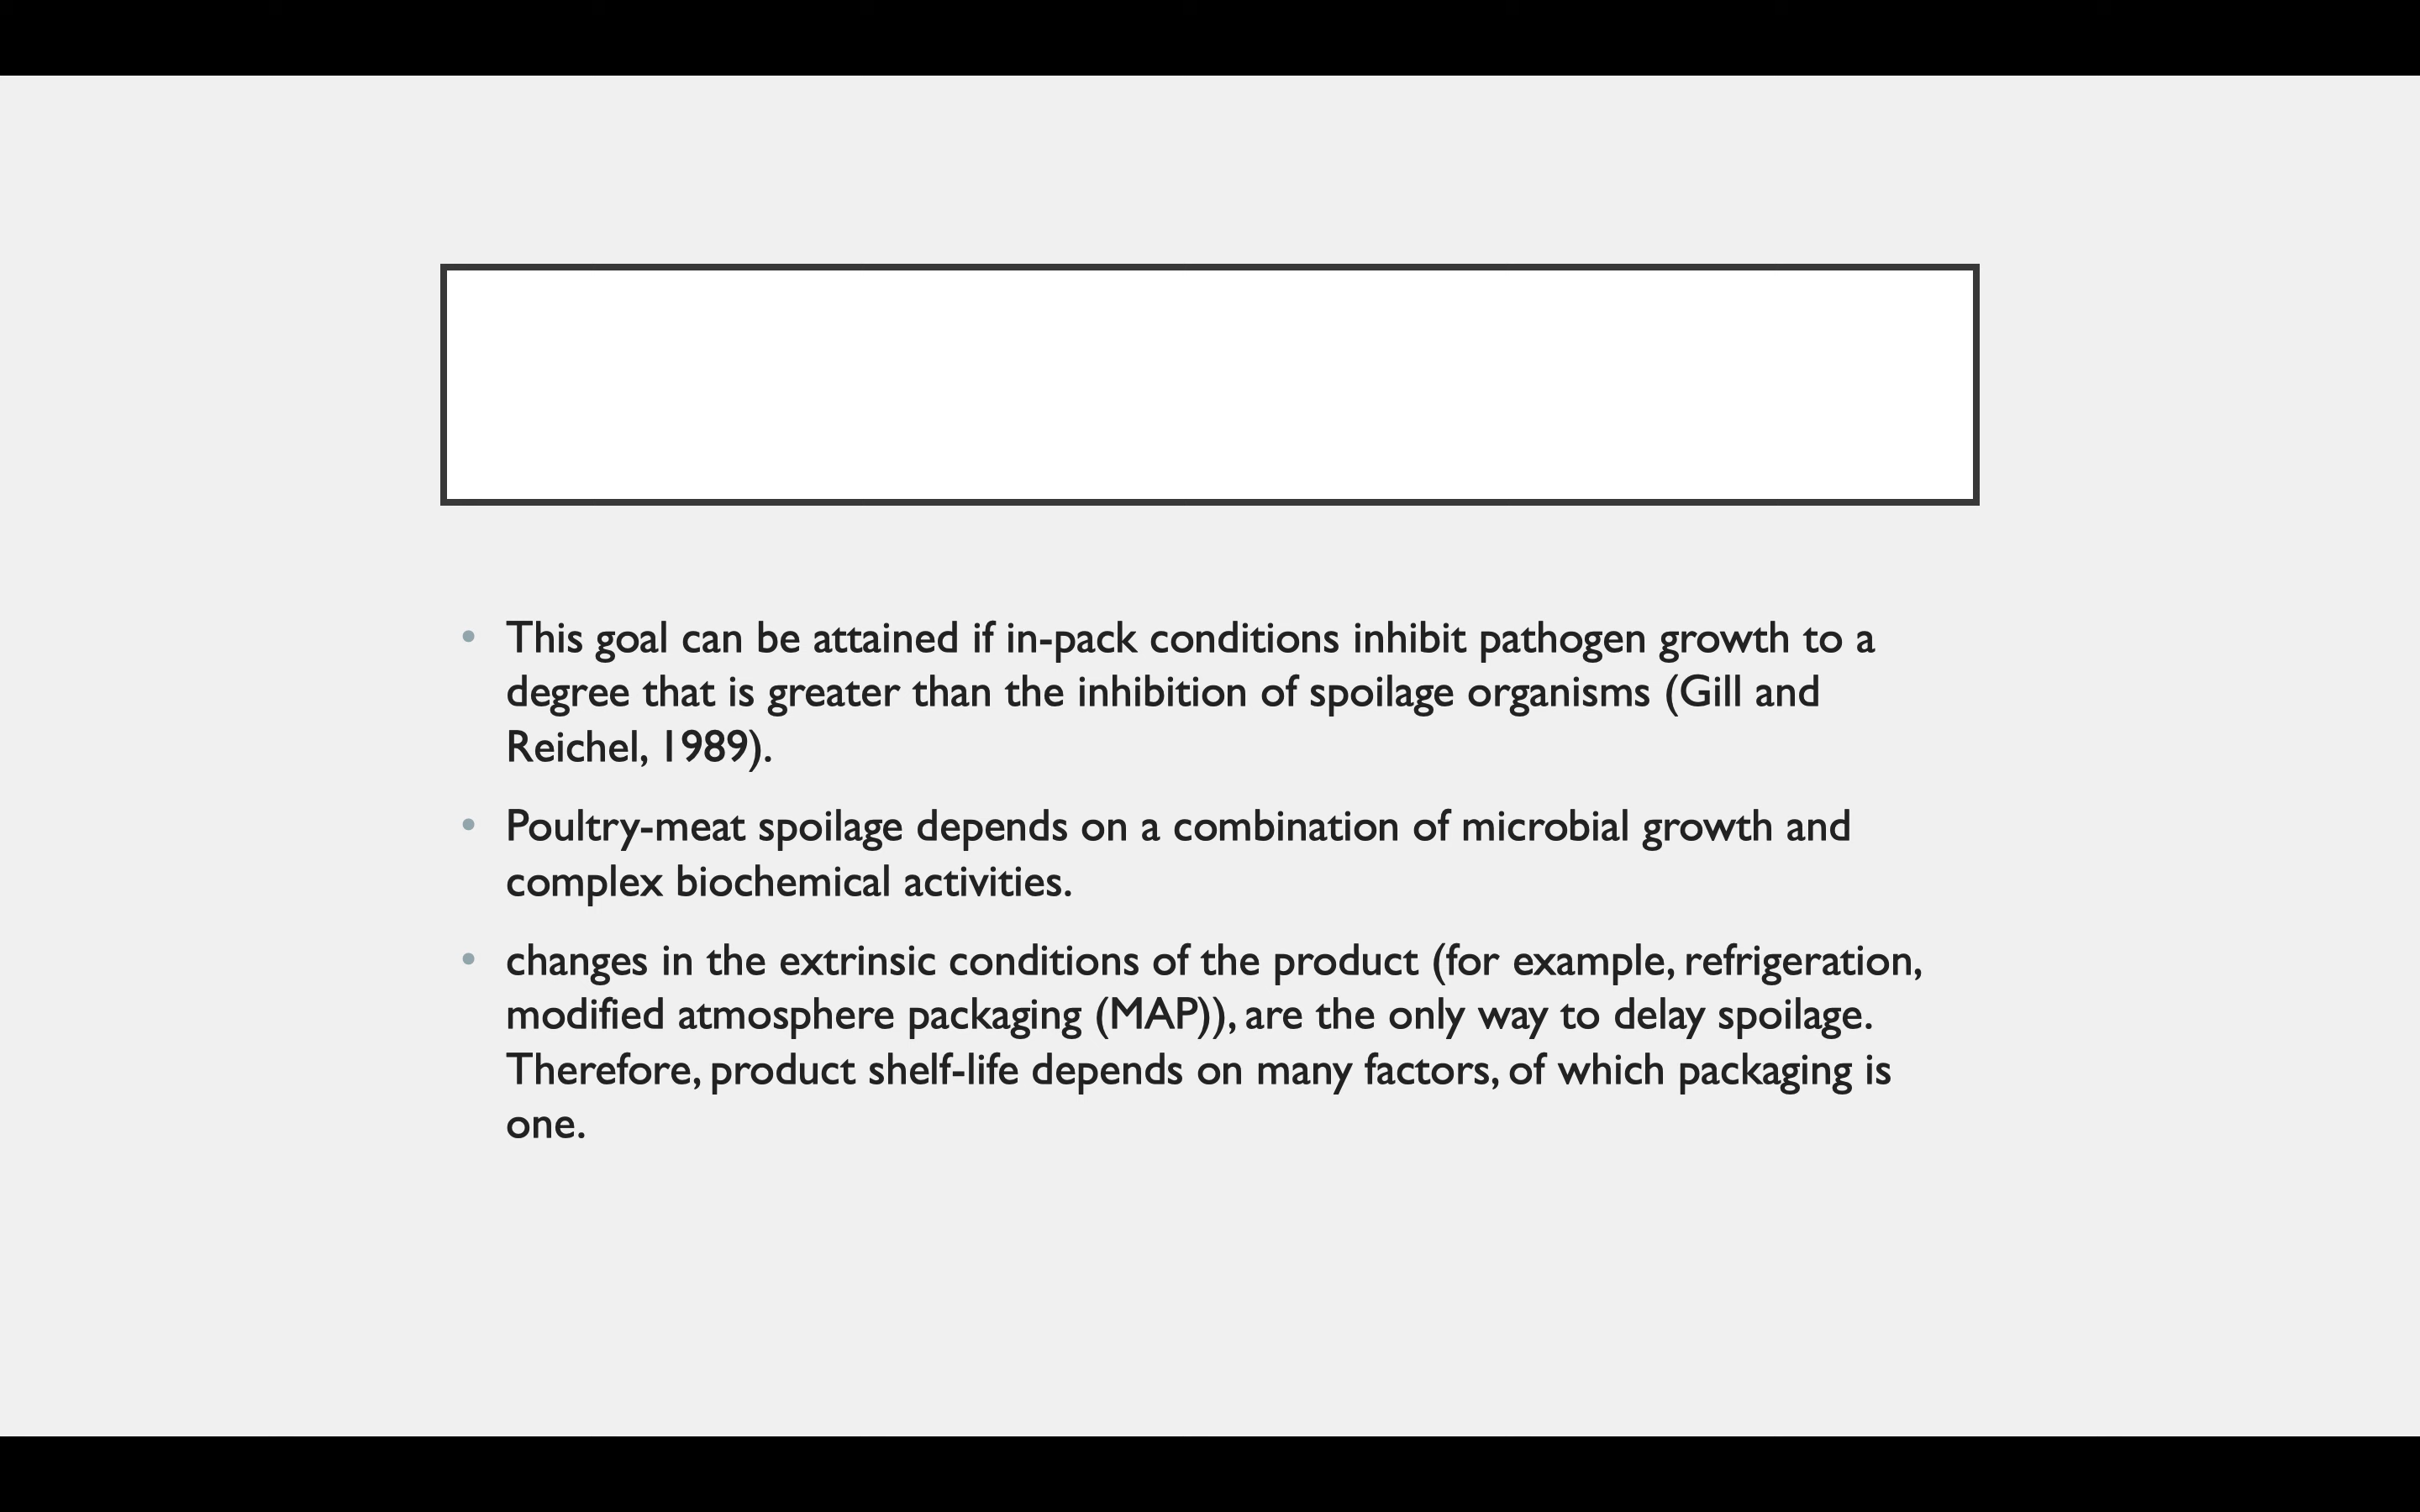 • This goal can be attained if in-pack conditions inhibit pathogen growth to a
degree that is greater than the inhibition of spoilage organisms (Gill and
Reichel, 1989).
• Poultry-meat spoilage depends on a combination of microbial growth and
complex biochemical activities.
• changes in the extrinsic conditions of the product (for example, refrigeration,
modified atmosphere packaging (MAP)), are the only way to delay spoilage.
Therefore, product shelf-life depends on many factors, of which packaging is
one.